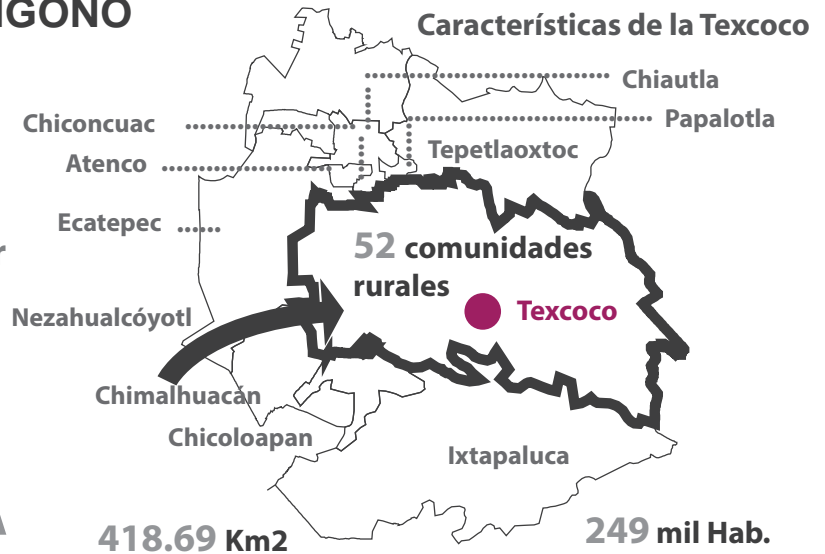 IGONO
Características de la Texcoco
Chiautla
Chiconcuac
Papalotla
Atenco
Tepetlaoxtoc
Ecatepec
52 comunidades
rurales
Texcoco
Nezahualcóyotl
Chimalhuacán
Chicoloapan
Ixtapaluca
418.69 Km2
249 mil Hab.